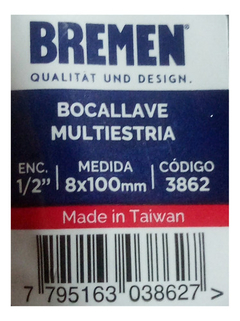 BREMEN®
QUALITAT UND DESIGN.
BOCALLAVE
MULTIESTRIA
ENC. MEDIDA CÓDIGO
1/2” 8x100mm 3862
Made in Taiwan
7 795163 038627 >